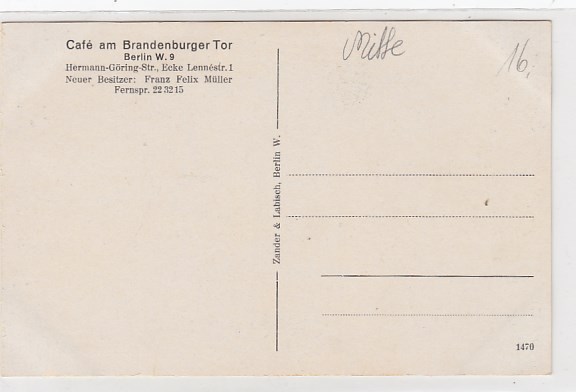 Café am Brandenburger Tor
Berlin W. 9
Hermann-Göring-Str., Ecke Lennéstr. 1
Neuer Besitzer: Franz Felix Müller
Fernspr. 22 32 15
Mitte
16,
Zander & Labisch, Berlin W.
1470